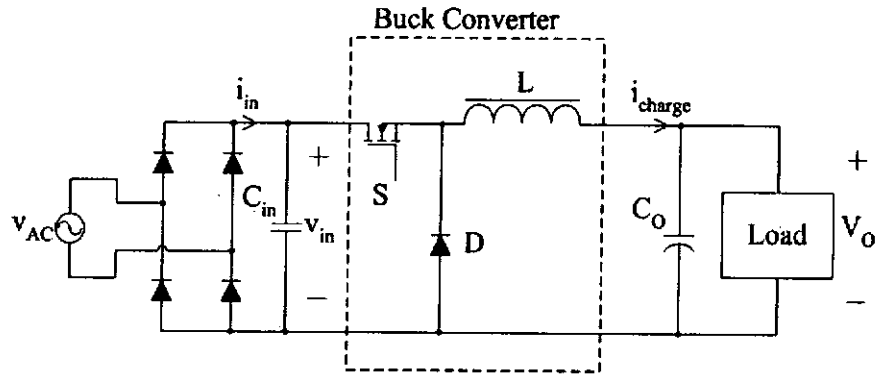 Buck Converter
L
i_in
i_charge
+
+
S
C_in
v_in
C_O
v_AC
D
Load
V_O
−
−